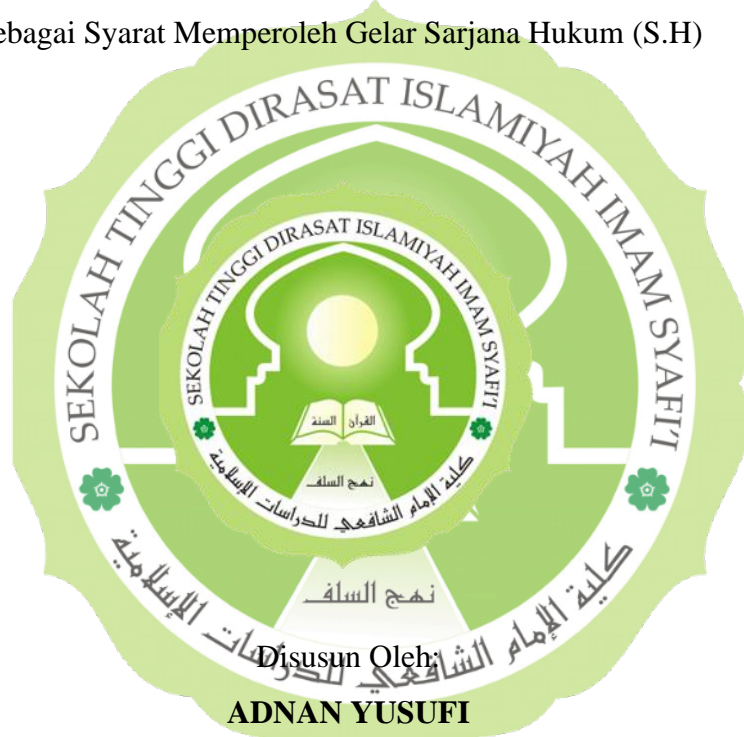 ebagai Syarat Memperoleh Gelar Sarjana Hukum (S.H)
SEKOLAH TINGGI DIRASAT ISLAMIYAH IMAM SYAFI'I
SEKOLAH TINGGI DIRASAT ISLAMIYAH IMAM SYAFI'I
القرآن السنة
نهج السلف
كلية الإمام الشافعي للدراسات الإسلامية
نهج السلف
كلية الإمام الشافعي للدراسات الإسلامية
Disusun Oleh:
ADNAN YUSUFI